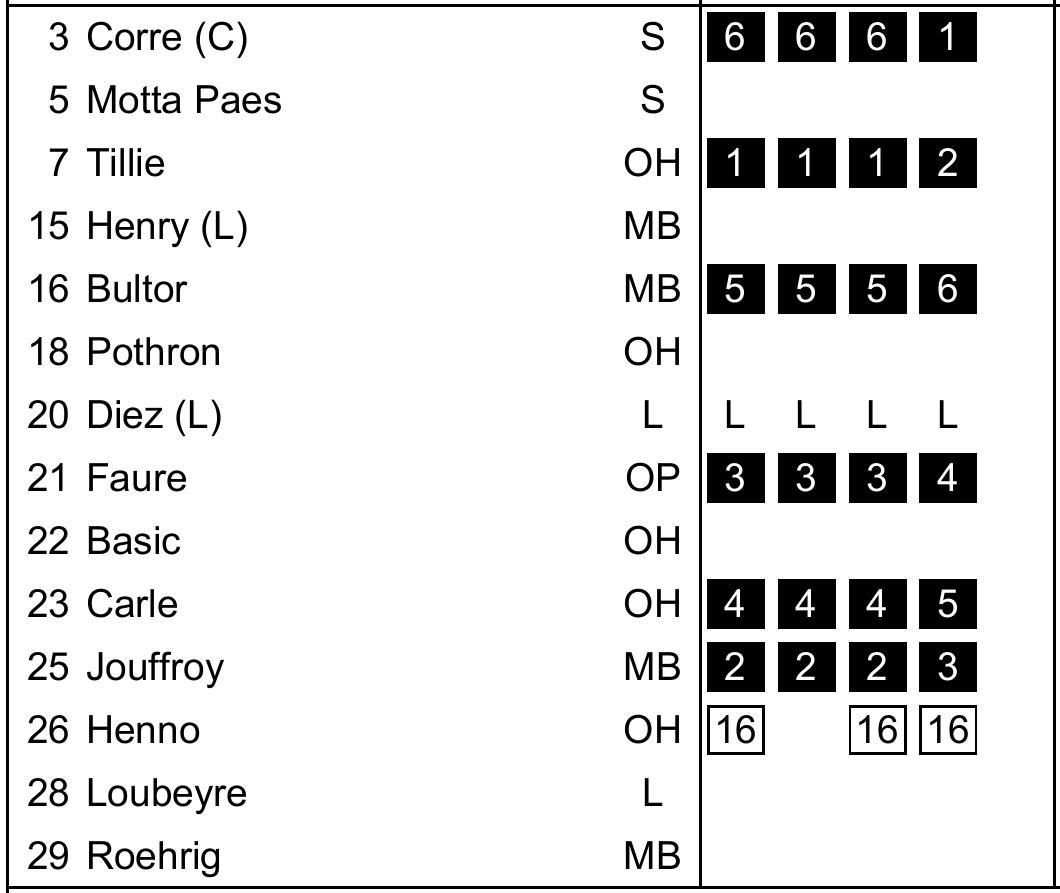 3 Corre (C) S 6 6 6 1
5 Motta Paes S
7 Tillie OH 1 1 1 2
15 Henry (L) MB
16 Bultor MB 5 5 5 6
18 Pothron OH
20 Diez (L) L L L L L
21 Faure OP 3 3 3 4
22 Basic OH
23 Carle OH 4 4 4 5
25 Jouffroy MB 2 2 2 3
26 Henno OH 16 16 16
28 Loubeyre L
29 Roehrig MB